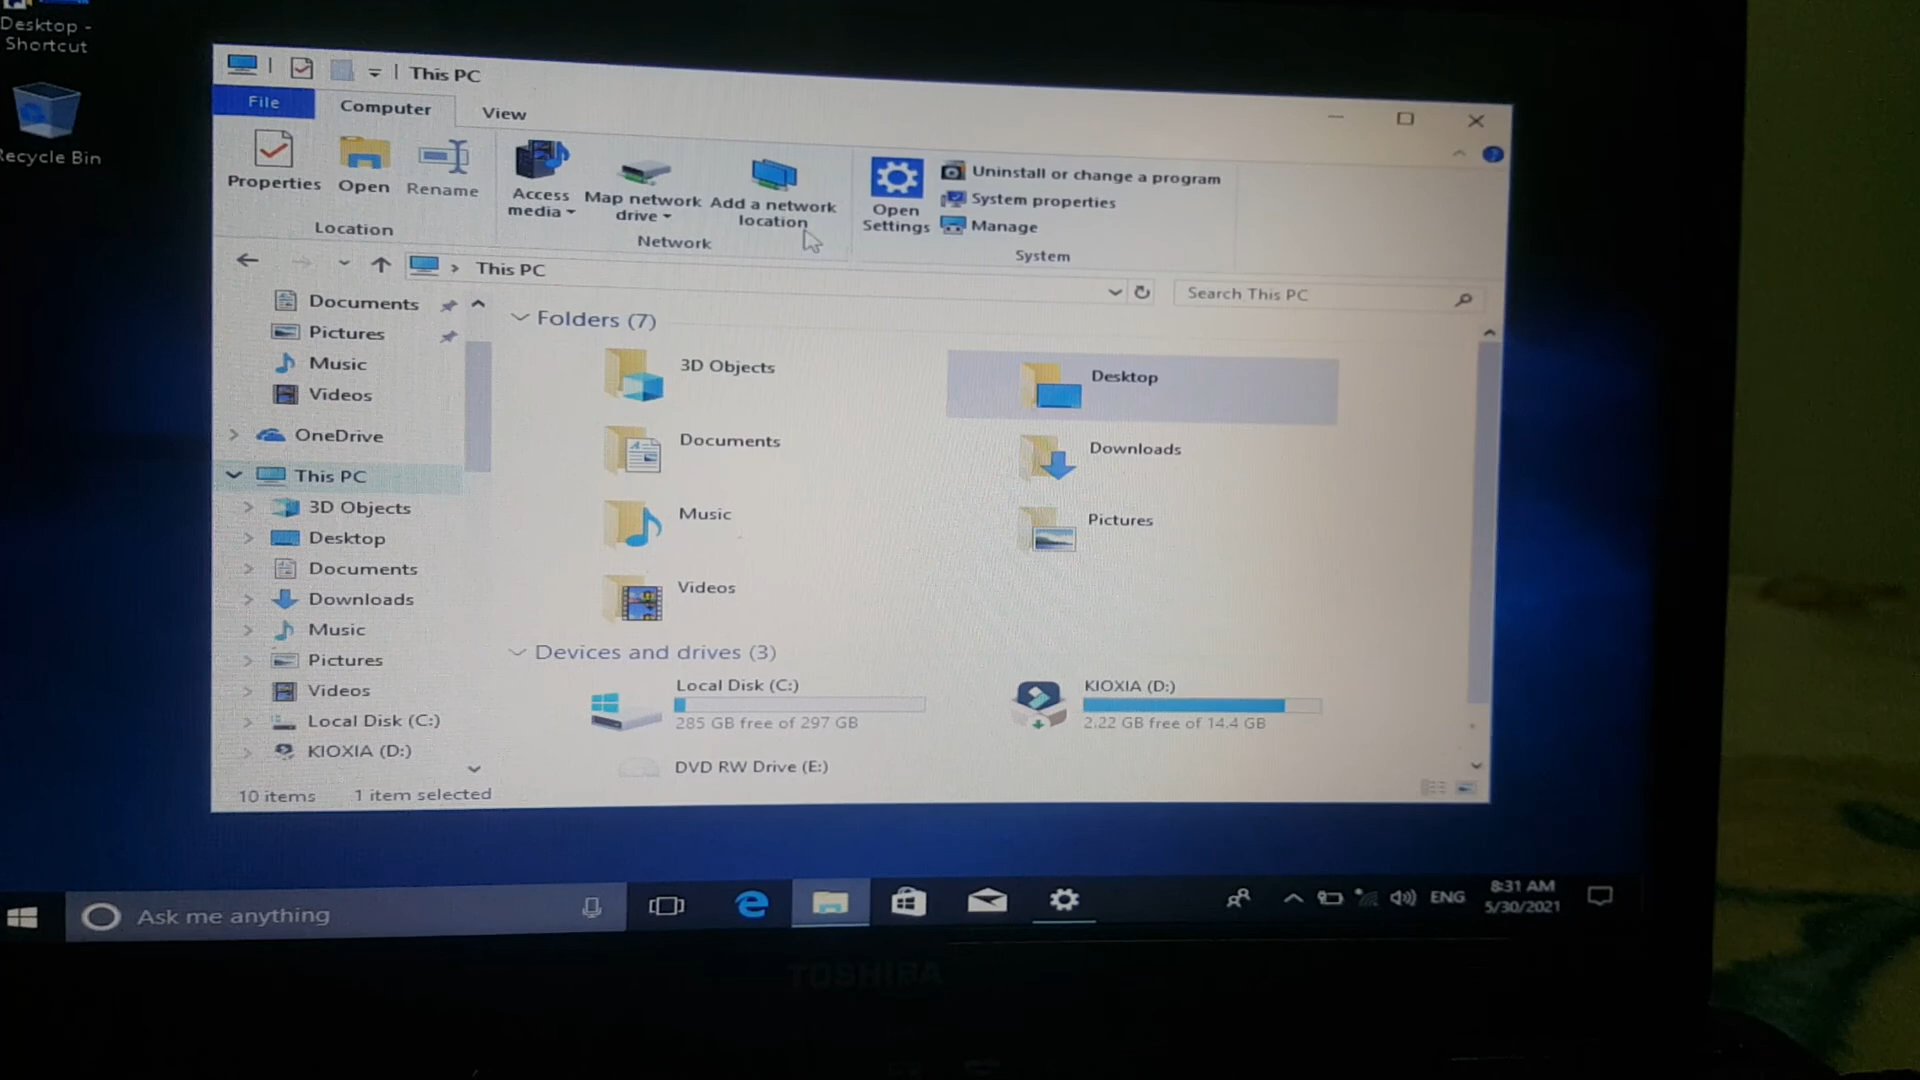 Desktop -
Shortcut
Recycle Bin
This PC
File
Computer
View
Properties
Open
Rename
Access
media
Map network
drive
Add a network
location
Open
Settings
Uninstall or change a program
System properties
Manage
Location
Network
System
This PC
Search This PC
Documents
Pictures
Music
Videos
OneDrive
This PC
3D Objects
Desktop
Documents
Downloads
Music
Pictures
Videos
Local Disk (C:)
KIOXIA (D:)
Folders (7)
3D Objects
Desktop
Documents
Downloads
Music
Pictures
Videos
Devices and drives (3)
Local Disk (C:)
285 GB free of 297 GB
KIOXIA (D:)
2.22 GB free of 14.4 GB
DVD RW Drive (E:)
10 items
1 item selected
Ask me anything
ENG
8:31 AM
5/30/2021
TOSHIBA